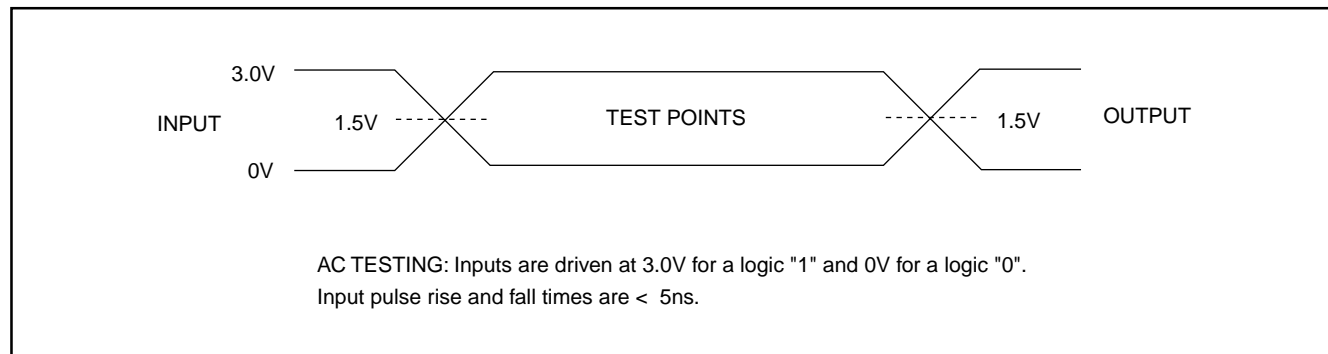 3.0V
INPUT
1.5V
TEST POINTS
1.5V
OUTPUT
0V
AC TESTING: Inputs are driven at 3.0V for a logic "1" and 0V for a logic "0".
Input pulse rise and fall times are < 5ns.